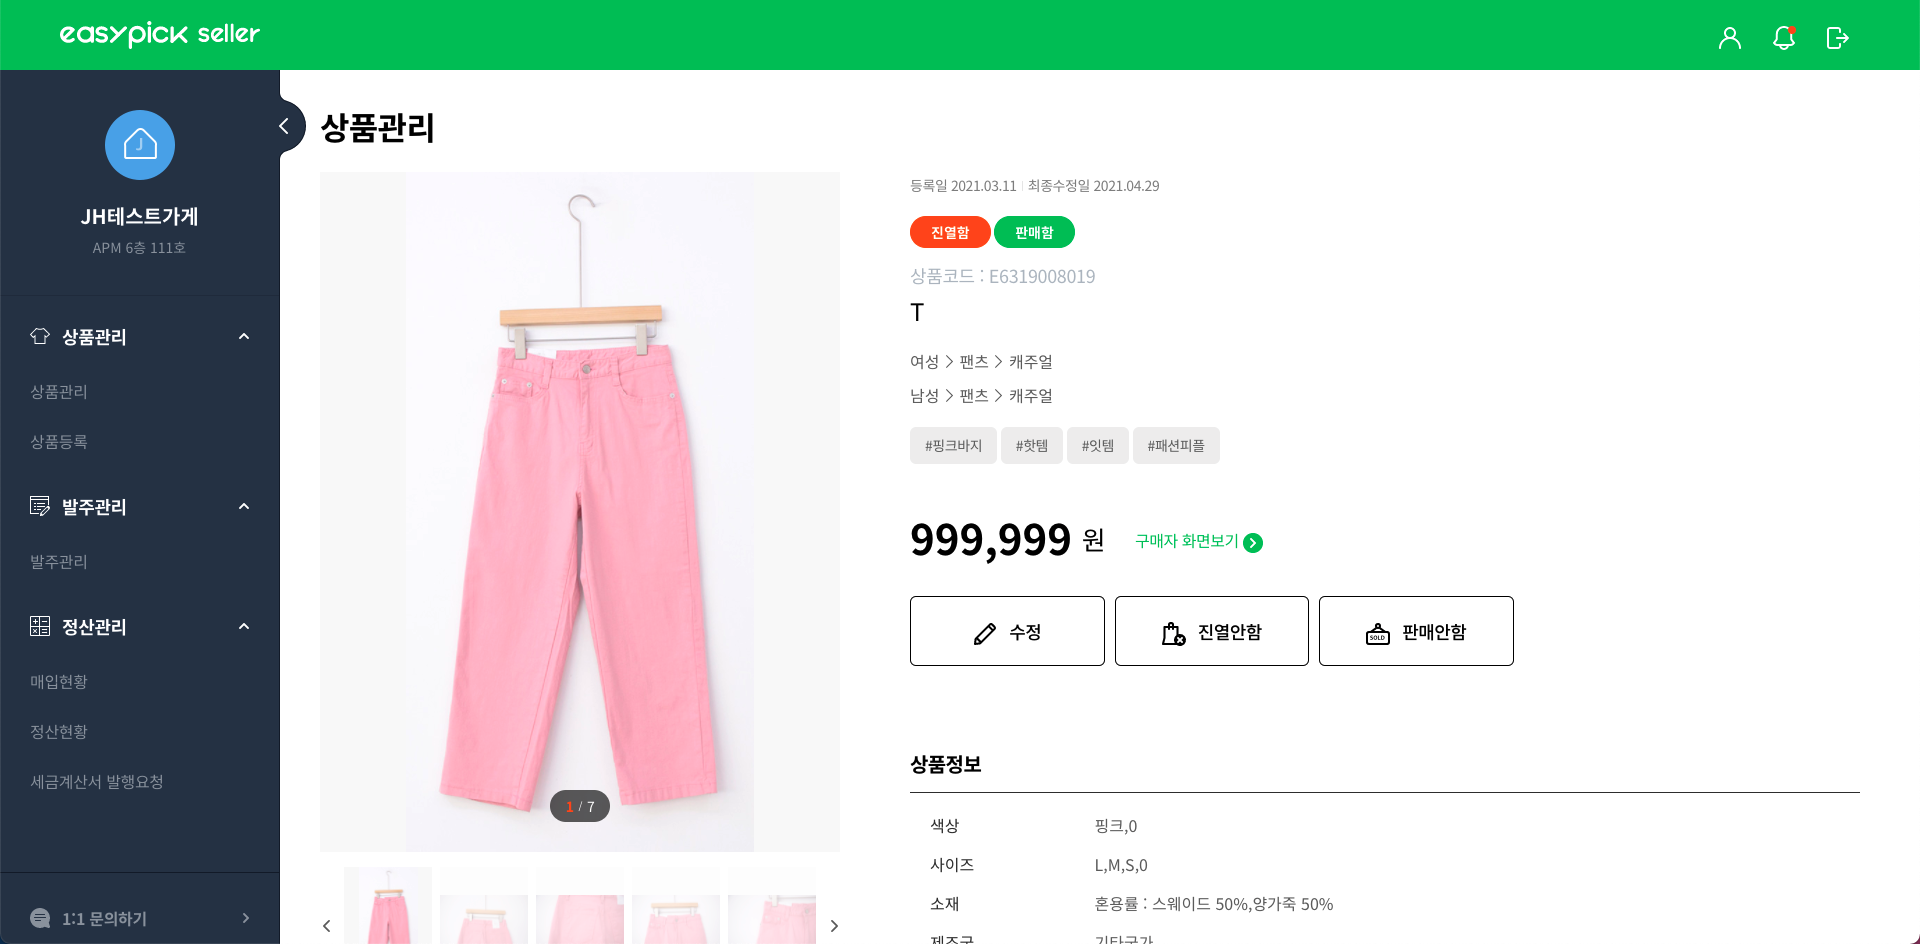 easypick seller
J
JH테스트가게
APM 6층 111호
상품관리
상품관리
상품등록
발주관리
발주관리
정산관리
매입현황
정산현황
세금계산서 발행요청
1:1 문의하기
상품관리
1 / 7
등록일 2021.03.11 | 최종수정일 2021.04.29
진열함 판매함
상품코드 : E6319008019
T
여성 > 팬츠 > 캐주얼
남성 > 팬츠 > 캐주얼
#핑크바지 #핫템 #잇템 #패션피플
999,999 원 구매자 화면보기
수정 진열안함 SOLD 판매안함
상품정보
색상 핑크,0
사이즈 L,M,S,0
소재 혼용률 : 스웨이드 50%,양가죽 50%
제조국 기타국가